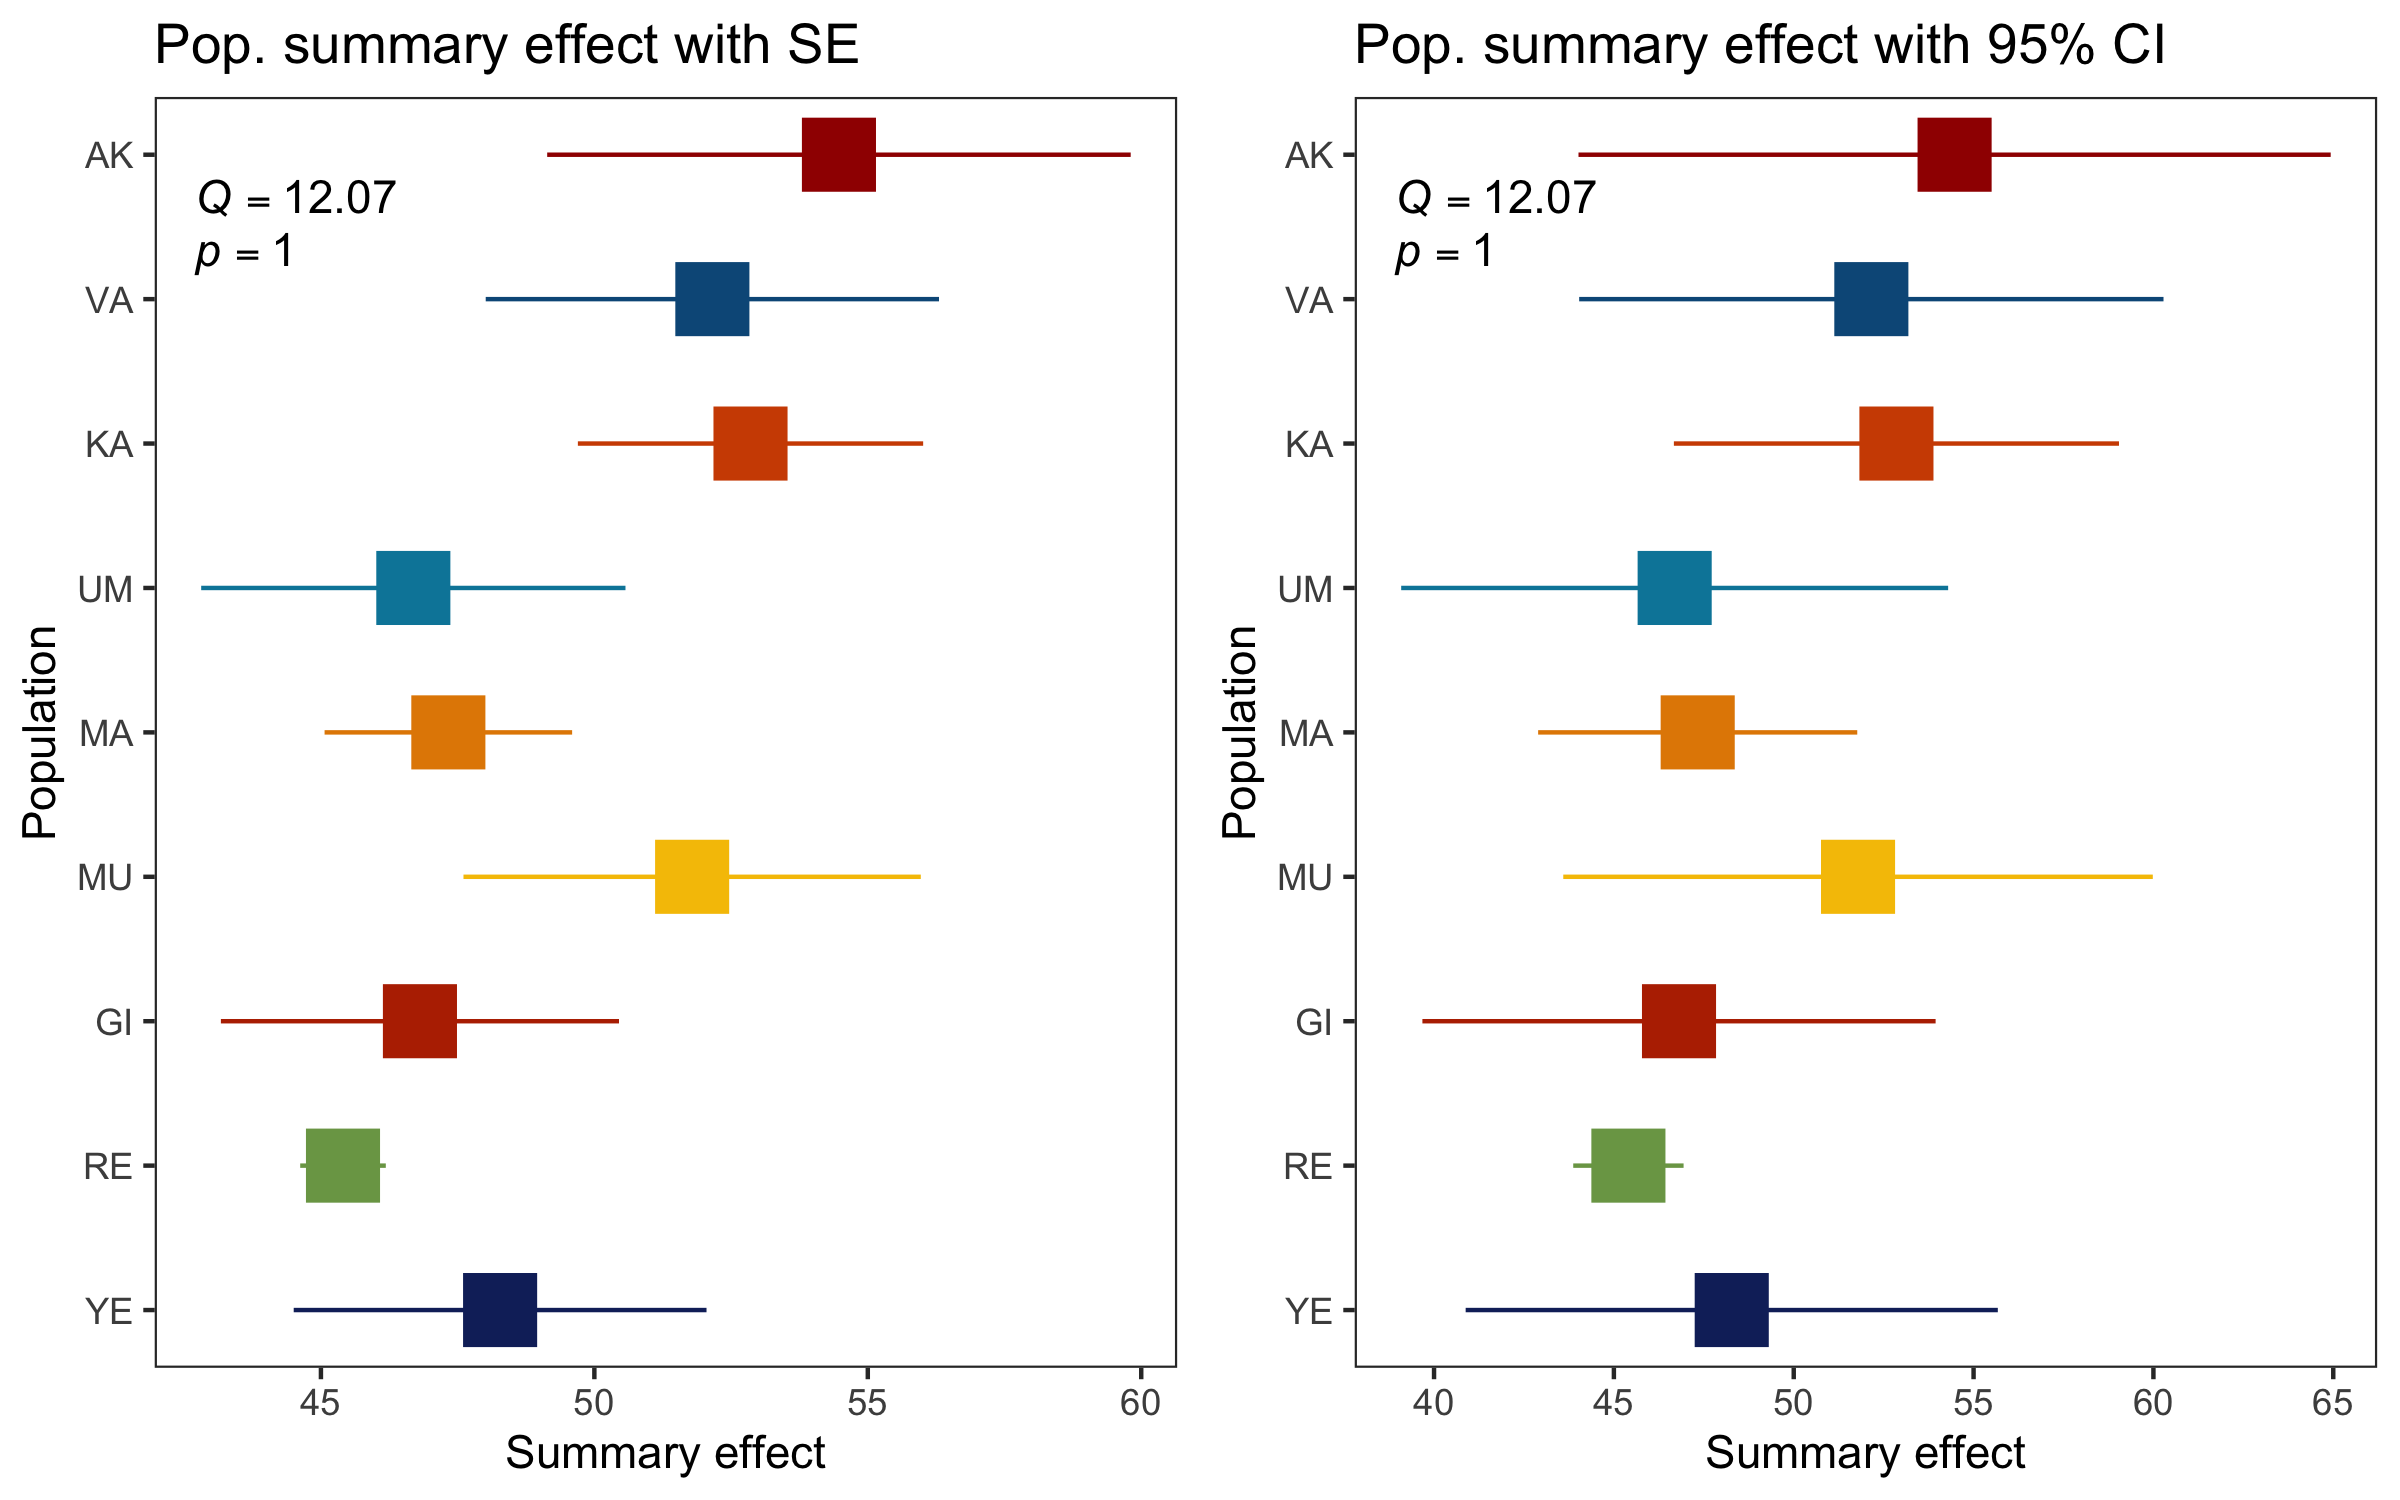 Pop. summary effect with SE
Q = 12.07
p = 1
AK
VA
KA
UM
MA
MU
GI
RE
YE
Population
45 50 55 60
Summary effect
Pop. summary effect with 95% CI
Q = 12.07
p = 1
AK
VA
KA
UM
MA
MU
GI
RE
YE
Population
40 45 50 55 60 65
Summary effect